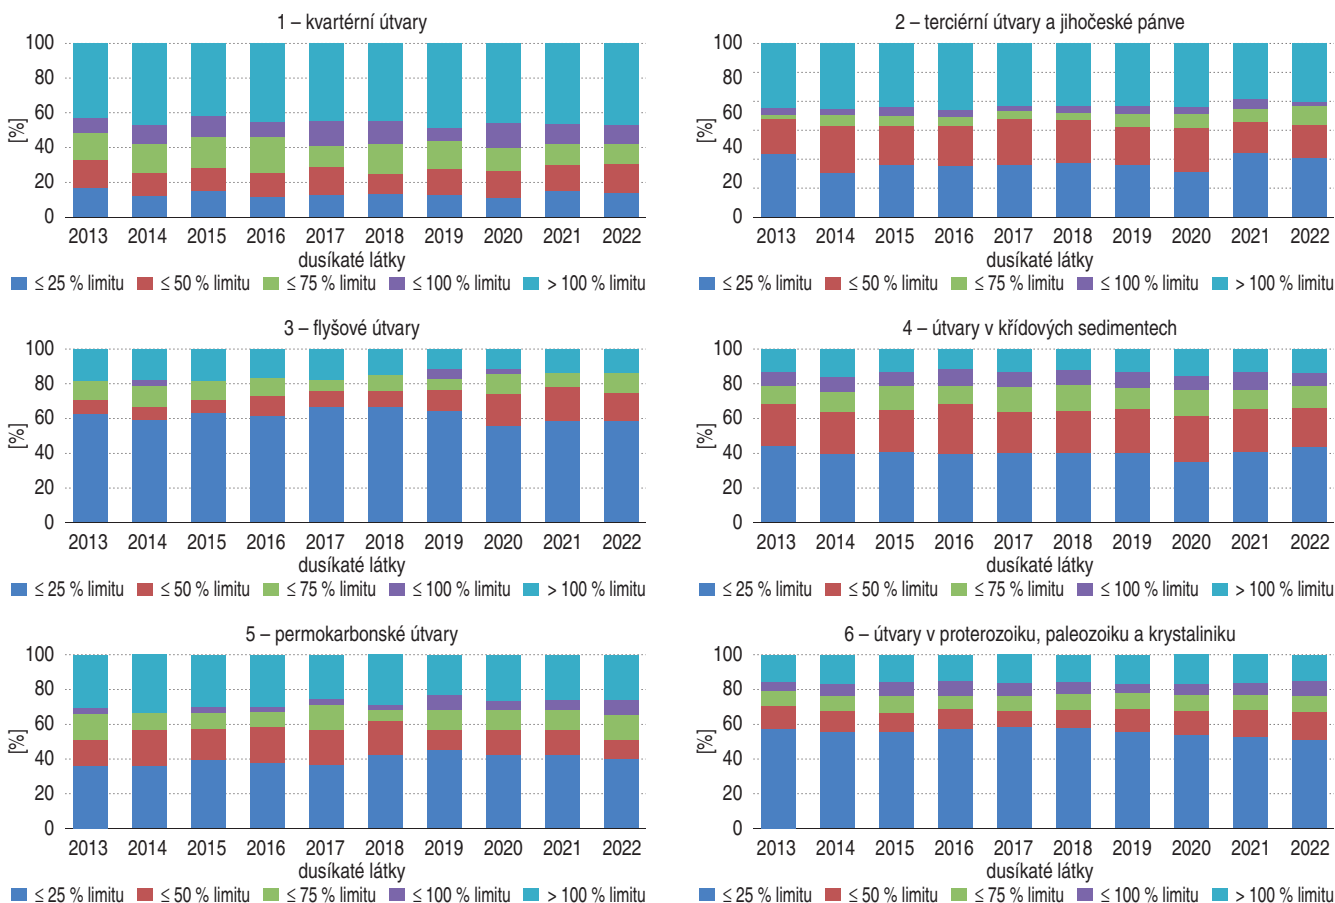 1 – kvartérní útvary
100
80
60
40
20
0
[%]
2013 2014 2015 2016 2017 2018 2019 2020 2021 2022
dusíkaté látky
≤ 25 % limitu ≤ 50 % limitu ≤ 75 % limitu ≤ 100 % limitu > 100 % limitu
2 – terciérní útvary a jihočeské pánve
100
80
60
40
20
0
[%]
2013 2014 2015 2016 2017 2018 2019 2020 2021 2022
dusíkaté látky
≤ 25 % limitu ≤ 50 % limitu ≤ 75 % limitu ≤ 100 % limitu > 100 % limitu
3 – flyšové útvary
100
80
60
40
20
0
[%]
2013 2014 2015 2016 2017 2018 2019 2020 2021 2022
dusíkaté látky
≤ 25 % limitu ≤ 50 % limitu ≤ 75 % limitu ≤ 100 % limitu > 100 % limitu
4 – útvary v křídových sedimentech
100
80
60
40
20
0
[%]
2013 2014 2015 2016 2017 2018 2019 2020 2021 2022
dusíkaté látky
≤ 25 % limitu ≤ 50 % limitu ≤ 75 % limitu ≤ 100 % limitu > 100 % limitu
5 – permokarbonské útvary
100
80
60
40
20
0
[%]
2013 2014 2015 2016 2017 2018 2019 2020 2021 2022
dusíkaté látky
≤ 25 % limitu ≤ 50 % limitu ≤ 75 % limitu ≤ 100 % limitu > 100 % limitu
6 – útvary v proterozoiku, paleozoiku a krystaliniku
100
80
60
40
20
0
[%]
2013 2014 2015 2016 2017 2018 2019 2020 2021 2022
dusíkaté látky
≤ 25 % limitu ≤ 50 % limitu ≤ 75 % limitu ≤ 100 % limitu > 100 % limitu